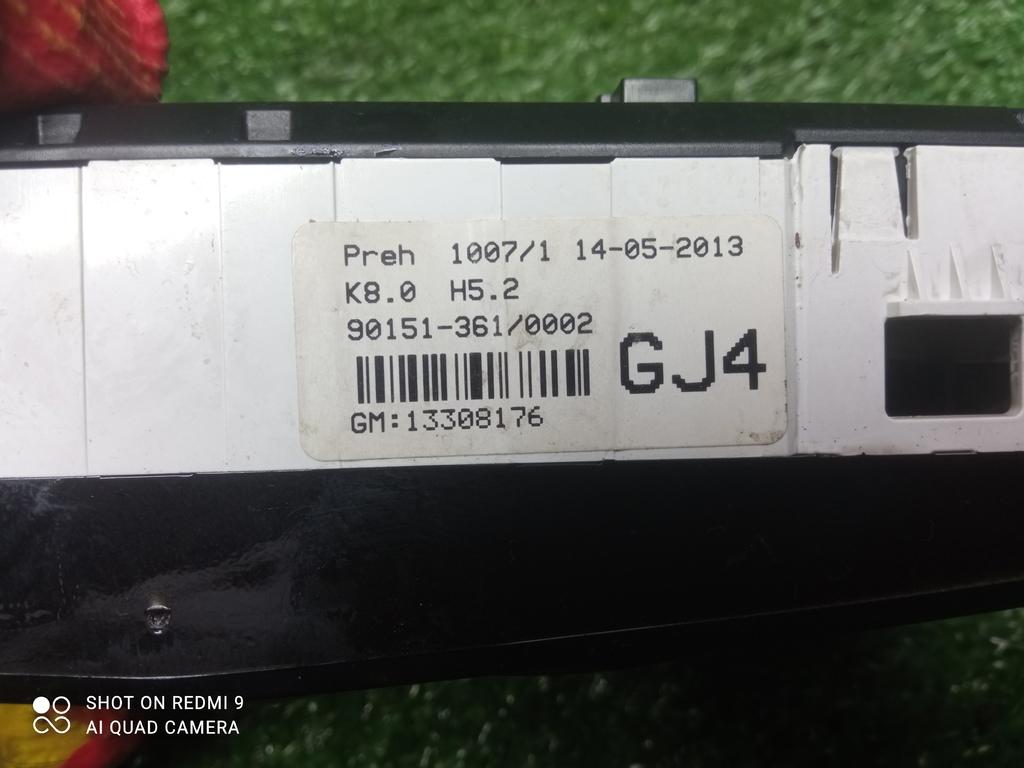 Preh 1007/1 14-05-2013
K8.0 H5.2
90151-361/0002
GJ4
GM:13308176
SHOT ON REDMI 9
AI QUAD CAMERA